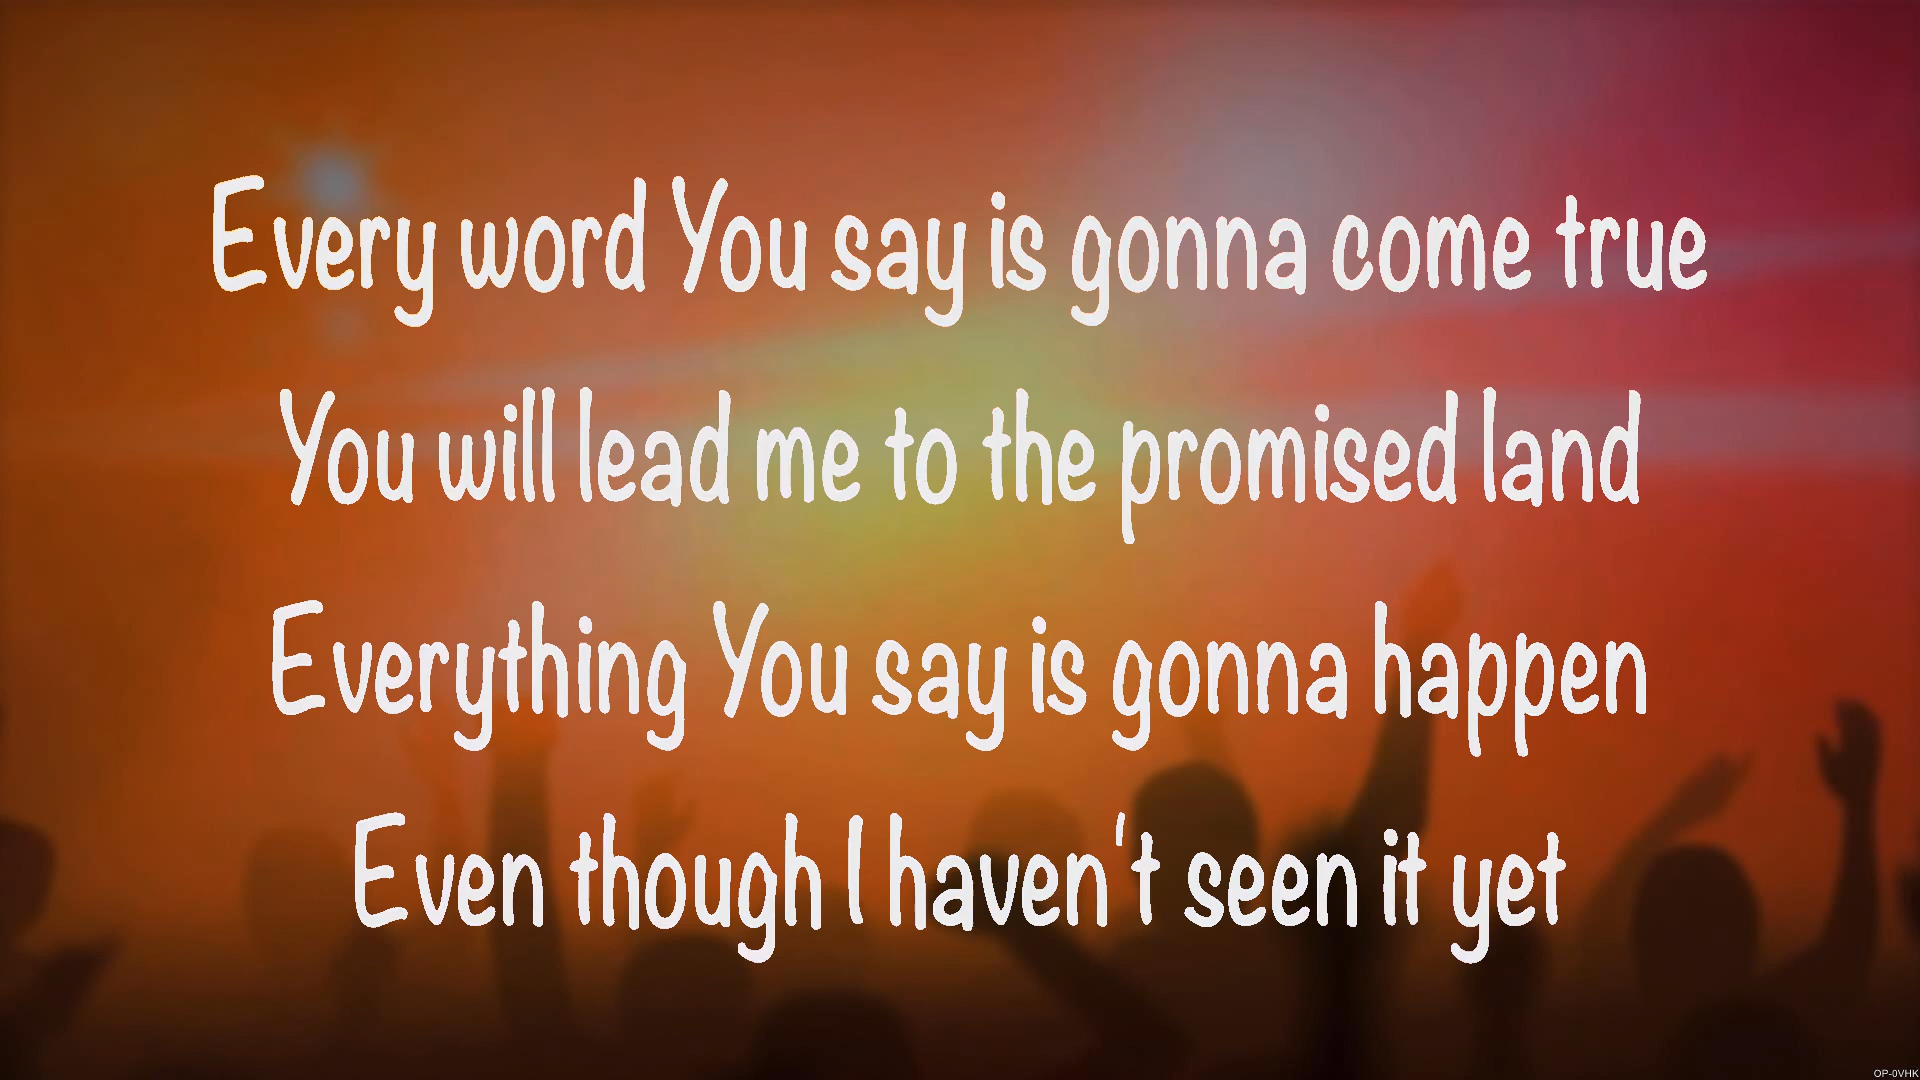 Every word You say is gonna come true
You will lead me to the promised land
Everything You say is gonna happen
Even though I haven't seen it yet
OP-0VHK